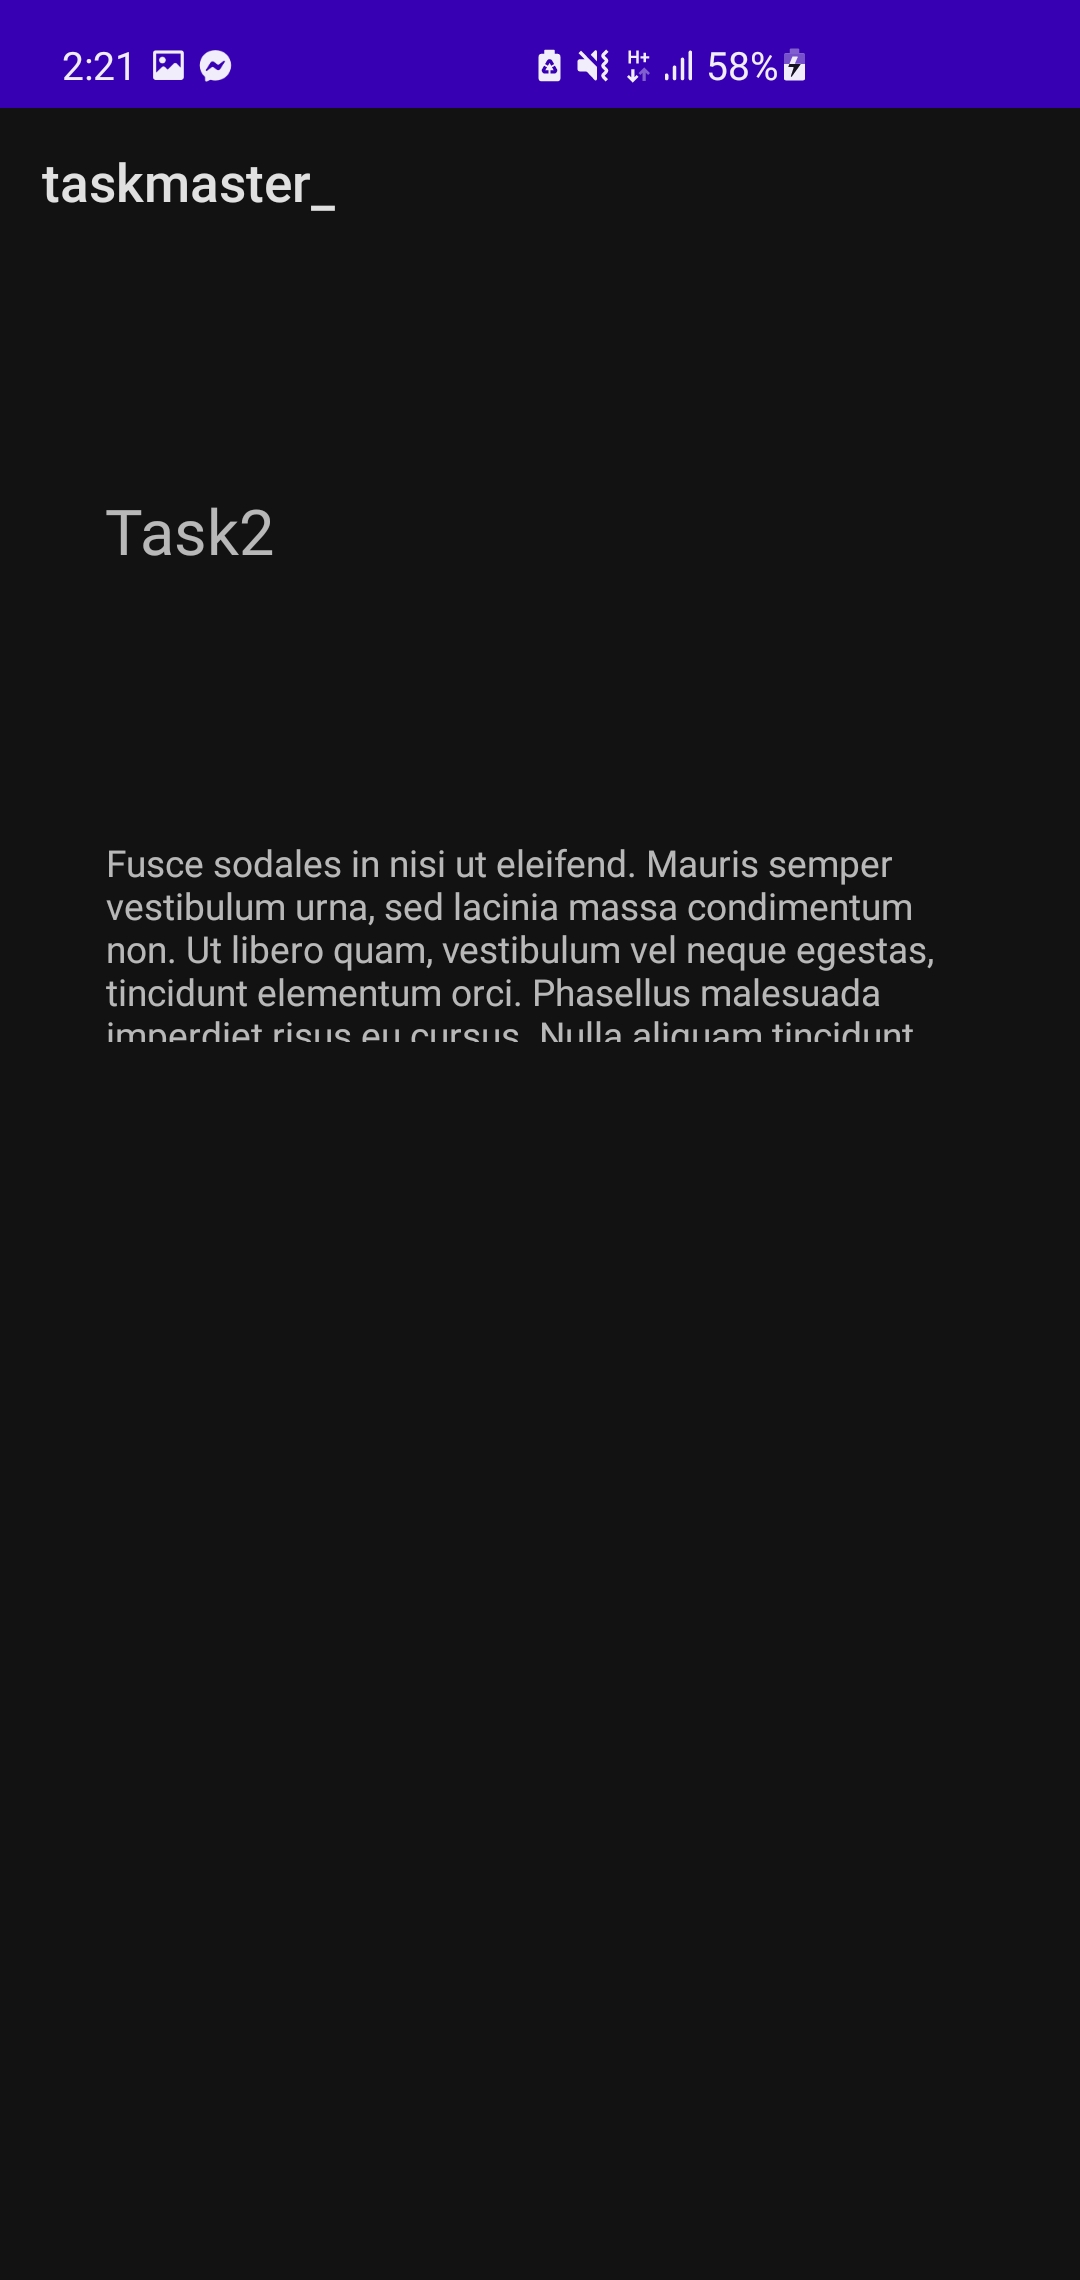 2:21 H+ 58%
taskmaster_
Task2
Fusce sodales in nisi ut eleifend. Mauris semper
vestibulum urna, sed lacinia massa condimentum
non. Ut libero quam, vestibulum vel neque egestas,
tincidunt elementum orci. Phasellus malesuada
imperdiet risus eu cursus. Nulla aliquam tincidunt